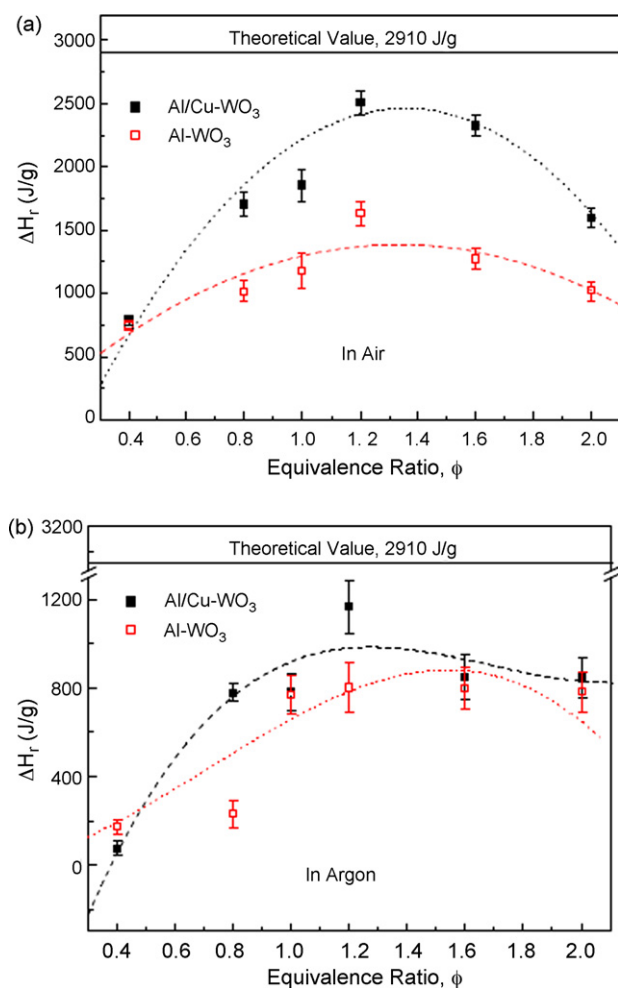 (a)
3000
Theoretical Value, 2910 J/g
2500
Al/Cu-WO₃
Al-WO₃
2000
1500
1000
500
0
ΔHᵣ (J/g)
In Air
0.4 0.6 0.8 1.0 1. 2 1.4 1.6 1.8 2.0
Equivalence Ratio, ϕ
(b)
3200
Theoretical Value, 2910 J/g
1200
Al/Cu-WO₃
Al-WO₃
800
400
0
ΔHᵣ (J/g)
In Argon
0.4 0.6 0.8 1.0 1.2 1.4 1.6 1.8 2.0
Equivalence Ratio, ϕ